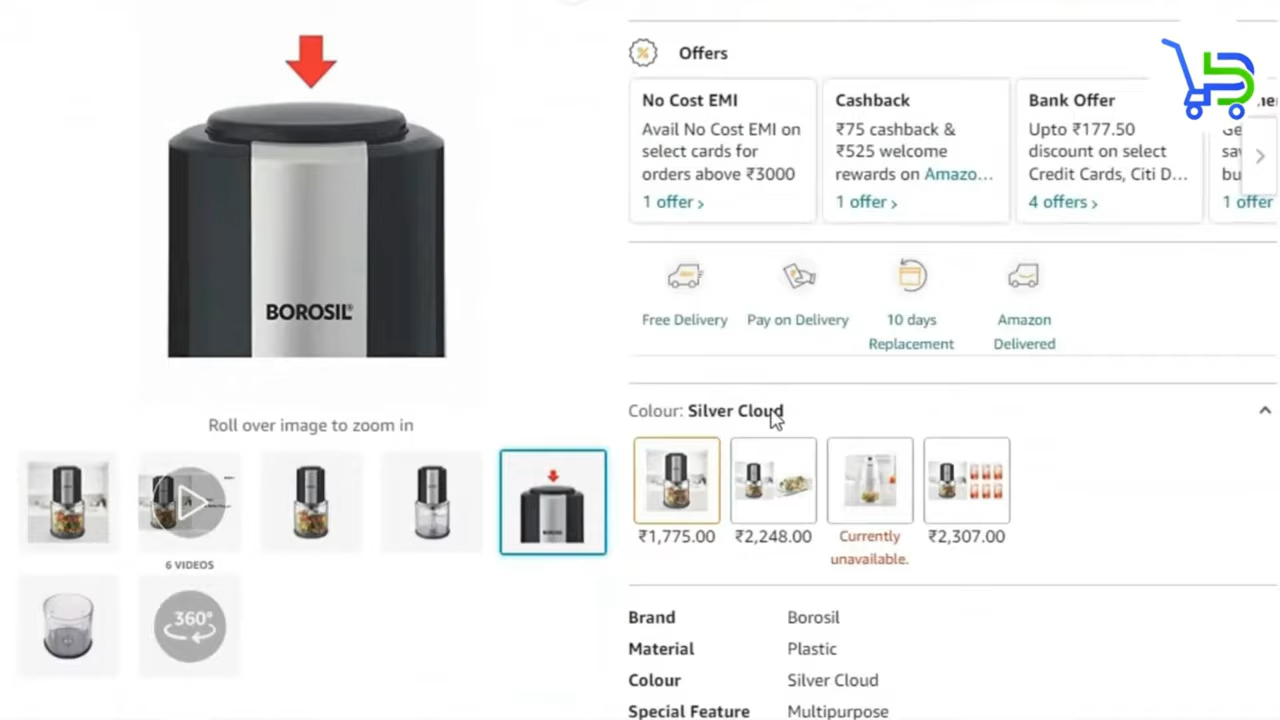 BOROSIL®
Roll over image to zoom in
6 VIDEOS
360°
Offers
No Cost EMI
Avail No Cost EMI on
select cards for
orders above ₹3000
1 offer ›
Cashback
₹75 cashback &
₹525 welcome
rewards on Amazo...
1 offer ›
Bank Offer
Upto ₹177.50
discount on select
Credit Cards, Citi D...
4 offers ›
1 offer
Free Delivery
Pay on Delivery
10 days
Replacement
Amazon
Delivered
Colour: Silver Cloud
₹1,775.00
₹2,248.00
Currently
unavailable.
₹2,307.00
Brand Borosil
Material Plastic
Colour Silver Cloud
Special Feature Multipurpose